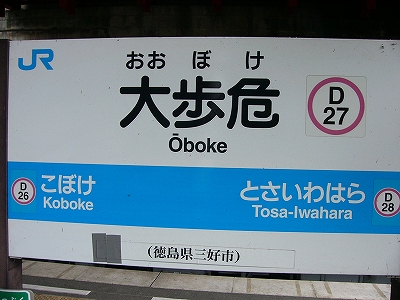 JR
おおぼけ
大歩危
Ōboke
D
27
D
26
こぼけ
Koboke
とさいわはら
Tosa-Iwahara
D
28
(徳島県三好市)